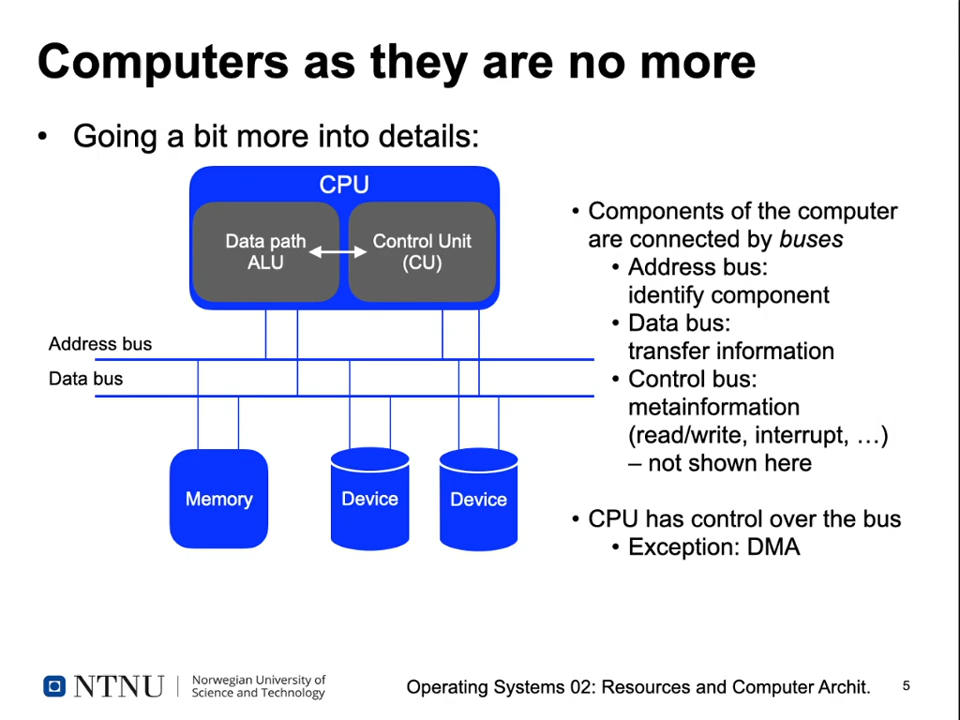 Computers as they are no more
• Going a bit more into details:
CPU
Data path
ALU
Control Unit
(CU)
Address bus
Data bus
Memory
Device
Device
• Components of the computer
are connected by buses
• Address bus:
identify component
• Data bus:
transfer information
• Control bus:
metainformation
(read/write, interrupt, …)
– not shown here
• CPU has control over the bus
• Exception: DMA
NTNU
Norwegian University of
Science and Technology
Operating Systems 02: Resources and Computer Archit.
5